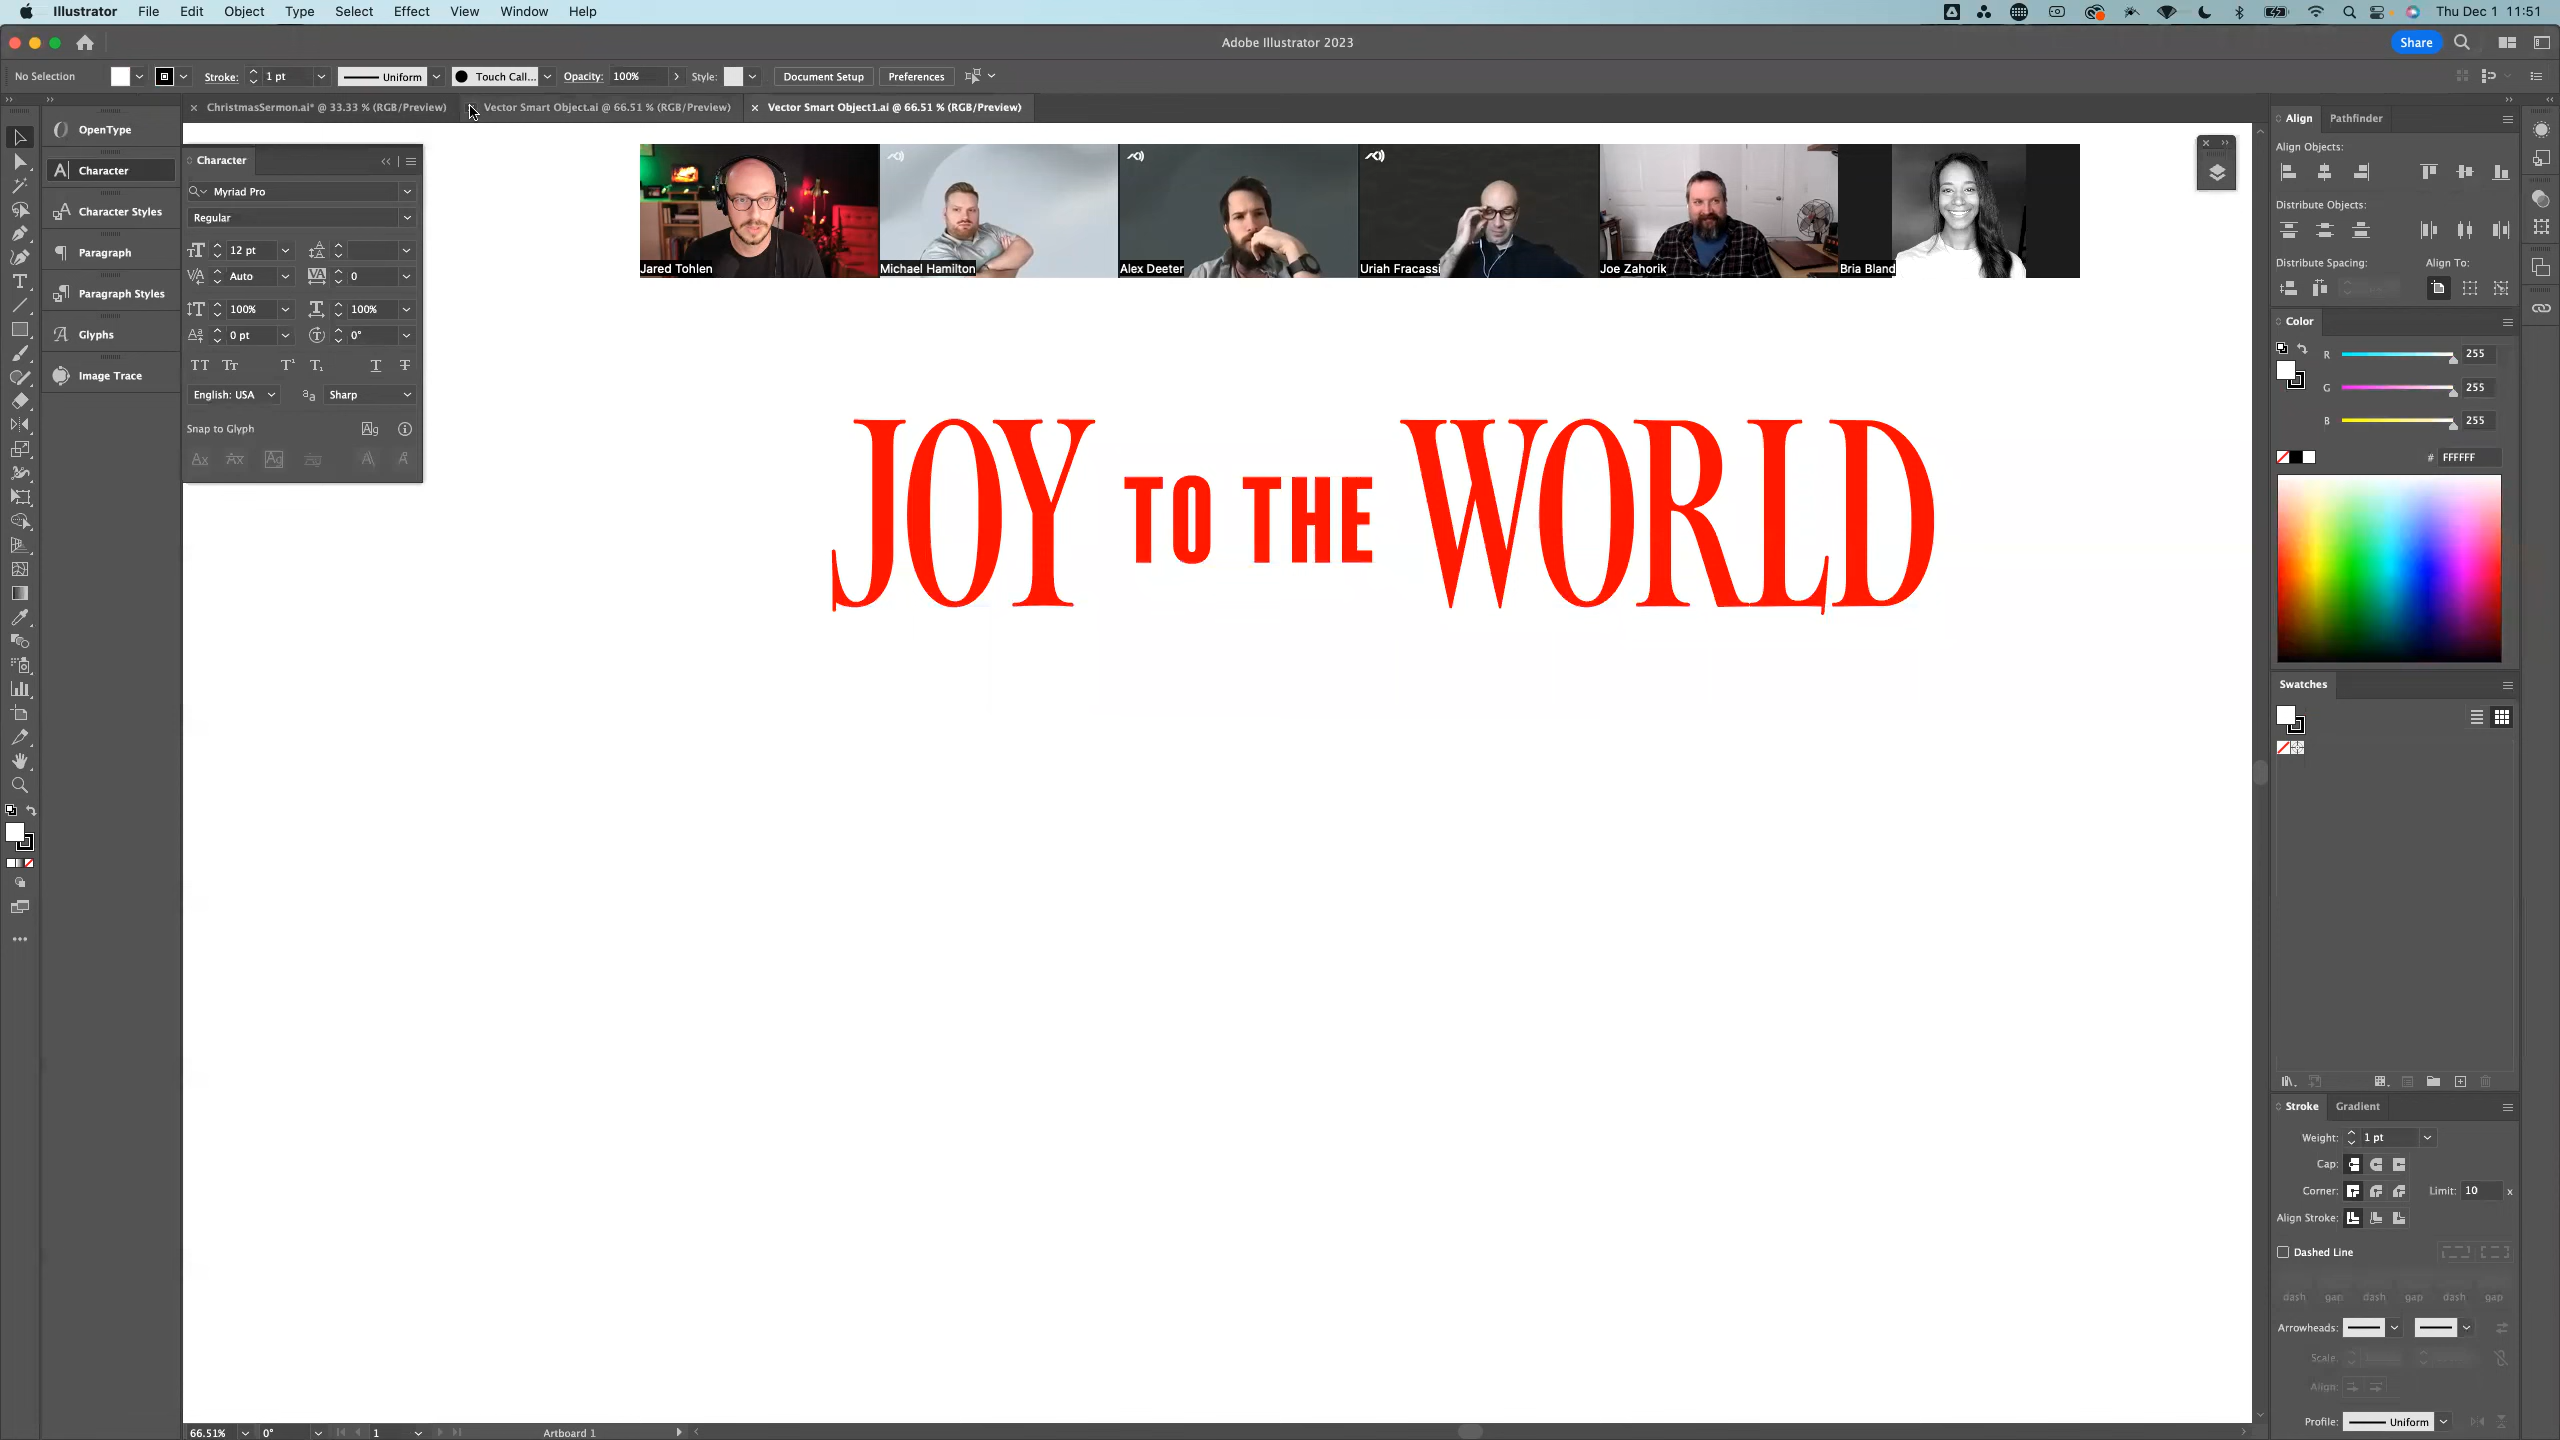 Illustrator File Edit Object Type Select Effect View Window Help Thu Dec 1 11:51
Adobe Illustrator 2023 Share
No Selection Stroke: 1 pt Uniform Touch Call... Opacity: 100% Style: Document Setup Preferences
ChristmasSermon.ai* @ 33.33 % (RGB/Preview) Vector Smart Object.ai @ 66.51 % (RGB/Preview) × Vector Smart Object1.ai @ 66.51 % (RGB/Preview)
OpenType
Character
Character Styles
Paragraph
Paragraph Styles
Glyphs
Image Trace
Character
Myriad Pro
Regular
12 pt
Auto 0
100% 100%
0 pt 0°
English: USA Sharp
Snap to Glyph
Jared Tohlen
Michael Hamilton
Alex Deeter
Uriah Fracassi
Joe Zahorik
Bria Bland
JOY TO THE WORLD
Align Pathfinder
Align Objects:
Distribute Objects:
Distribute Spacing: Align To:
Color
R 255
G 255
B 255
# FFFFFF
Swatches
Stroke Gradient
Weight: 1 pt
Cap:
Corner: Limit: 10 x
Align Stroke:
Dashed Line
dash gap dash gap dash gap
Arrowheads:
Scale:
Align:
Profile: Uniform
66.51% 0° 1 Artboard 1